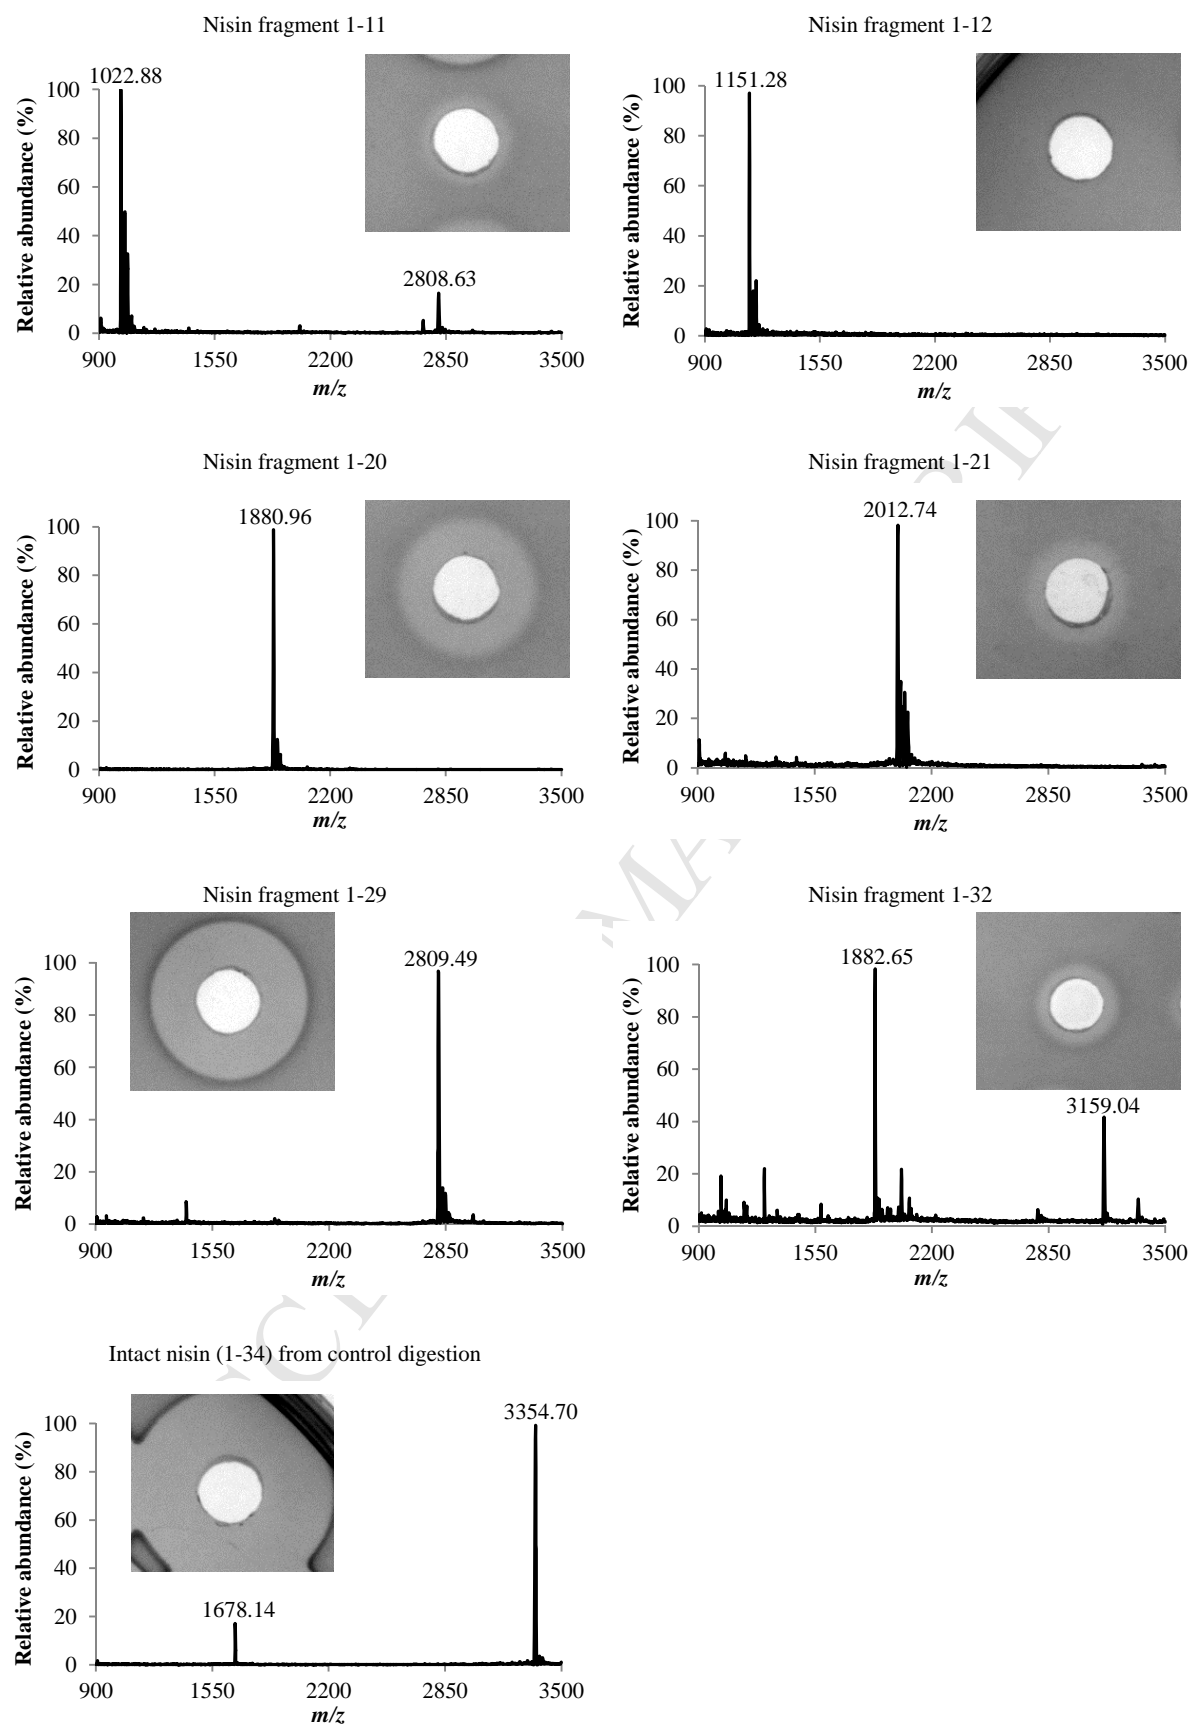 Nisin fragment 1-11
1022.88
2808.63
Relative abundance (%)
100
80
60
40
20
0
900 1550 2200 2850 3500
m/z
Nisin fragment 1-12
1151.28
Relative abundance (%)
100
80
60
40
20
0
900 1550 2200 2850 3500
m/z
Nisin fragment 1-20
1880.96
Relative abundance (%)
100
80
60
40
20
0
900 1550 2200 2850 3500
m/z
Nisin fragment 1-21
2012.74
Relative abundance (%)
100
80
60
40
20
0
900 1550 2200 2850 3500
m/z
Nisin fragment 1-29
2809.49
Relative abundance (%)
100
80
60
40
20
0
900 1550 2200 2850 3500
m/z
Nisin fragment 1-32
1882.65
3159.04
Relative abundance (%)
100
80
60
40
20
0
900 1550 2200 2850 3500
m/z
Intact nisin (1-34) from control digestion
3354.70
1678.14
Relative abundance (%)
100
80
60
40
20
0
900 1550 2200 2850 3500
m/z